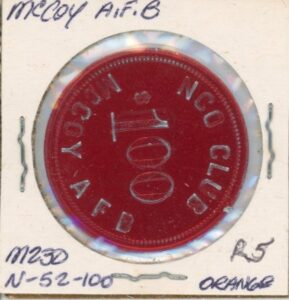 McCOY A.F.B
NCO CLUB
100
McCOY AFB
M230
R5
N-52-100
ORANGE